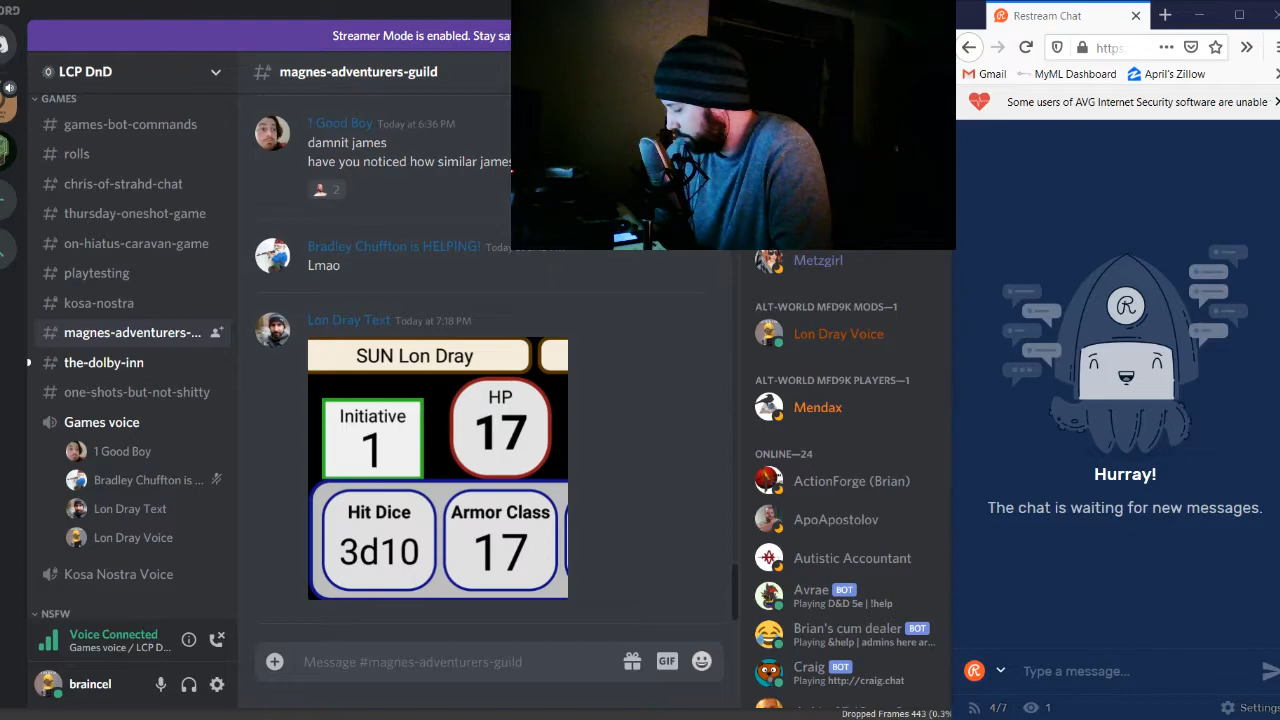 ORD
Streamer Mode is enabled. Stay sa
LCP DnD
GAMES
games-bot-commands
rolls
chris-of-strahd-chat
thursday-oneshot-game
on-hiatus-caravan-game
playtesting
kosa-nostra
magnes-adventurers-...
the-dolby-inn
one-shots-but-not-shitty
Games voice
1 Good Boy
Bradley Chuffton is ...
Lon Dray Text
Lon Dray Voice
Kosa Nostra Voice
NSFW
Voice Connected
Games voice / LCP D...
Praincel
# magnes-adventurers-guild
1 Good Boy Today at 6:36 PM
damnit james
have you noticed how similar james
2
Bradley Chuffton is HELPING!
Lmao
Lon Dray Text Today at 7:18 PM
SUN Lon Dray
Initiative
1
HP
17
Hit Dice
3d10
Armor Class
17
Message #magnes-adventurers-guild
GIF
Metzgirl
ALT-WORLD MFD9K MODS—1
Lon Dray Voice
ALT-WORLD MFD9K PLAYERS—1
Mendax
ONLINE—24
ActionForge (Brian)
ApoApostolov
Autistic Accountant
Avrae BOT
Playing D&D 5e | !help
Brian's cum dealer BOT
Playing &help | admins here ar...
Craig BOT
Playing http://craig.chat
Dropped Frames 443 (0.3%
Restream Chat
https
Gmail
MyML Dashboard
April's Zillow
Some users of AVG Internet Security software are unable
R
Hurray!
The chat is waiting for new messages.
Type a message...
4/7
1
Settings